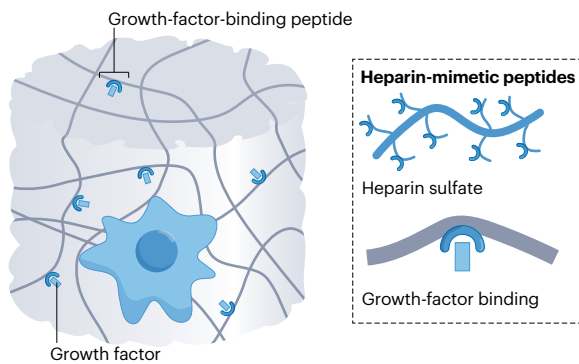 Growth-factor-binding peptide
Growth factor
Heparin-mimetic peptides
Heparin sulfate
Growth-factor binding